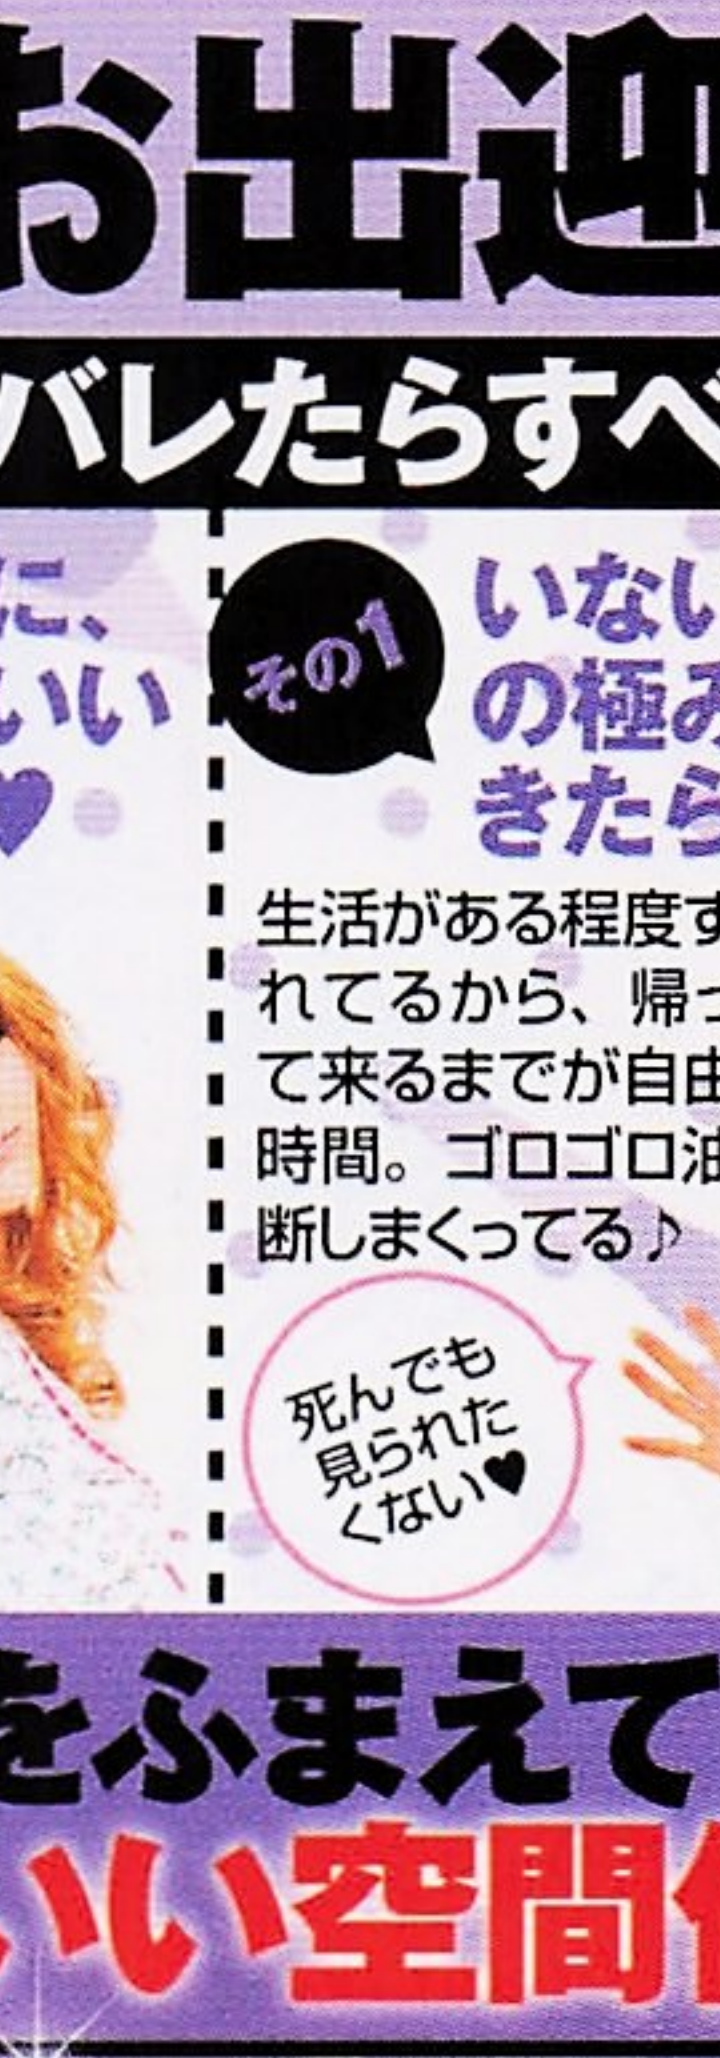 お出迎
バレたらすべ
に、
いい
♥
その1
いない
の極み
きたら
生活がある程度す
れてるから、帰っ
て来るまでが自由
時間。ゴロゴロ油
断しまくってる♪
死んでも
見られた
くない♥
をふまえて
いい空間